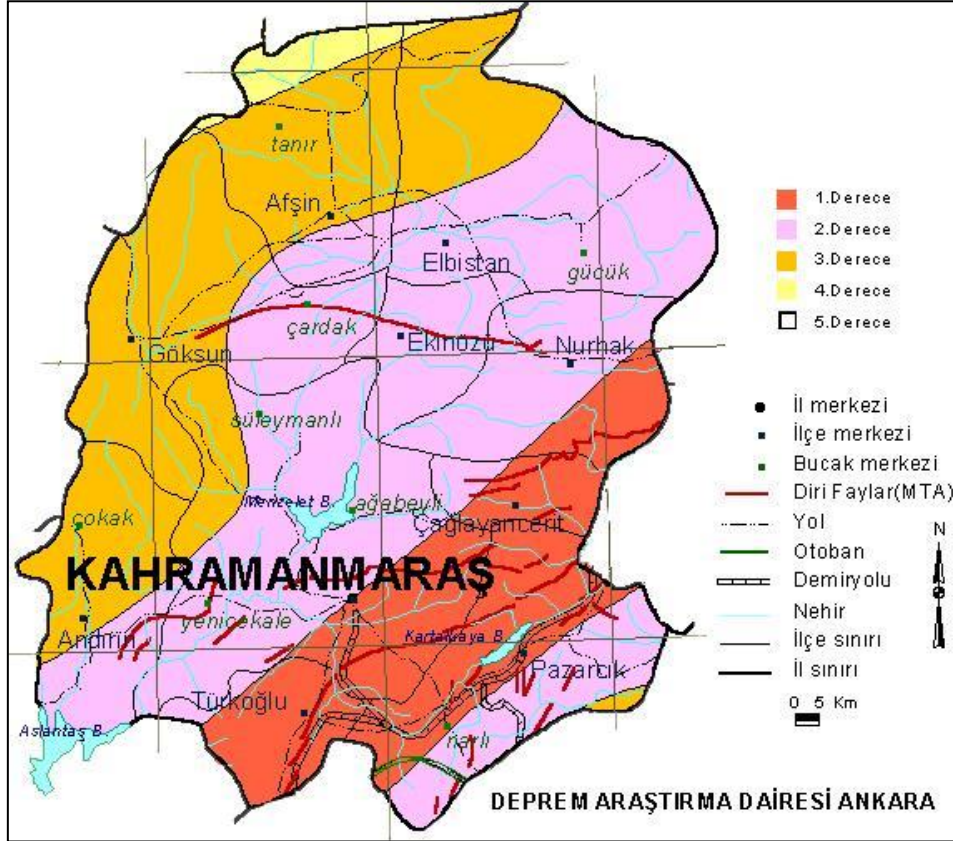 tanır
Afşin
Elbistan
gücük
çardak
Ekinözü
Nurhak
Göksun
süleymanlı
Menzelet B.
ağabeyli
Çağlayancerit
çokak
KAHRAMANMARAŞ
yenicekale
Andırın
Kartalkaya B.
Pazarcık
Türkoğlu
narlı
Aslantaş B.
1.Derece
2.Derece
3.Derece
4.Derece
5.Derece
İl merkezi
İlçe merkezi
Bucak merkezi
Diri Faylar(MTA)
Yol
Otoban
Demiryolu
Nehir
İlçe sınırı
İl sınırı
N
0 5 Km
DEPREM ARAŞTIRMA DAİRESİ ANKARA